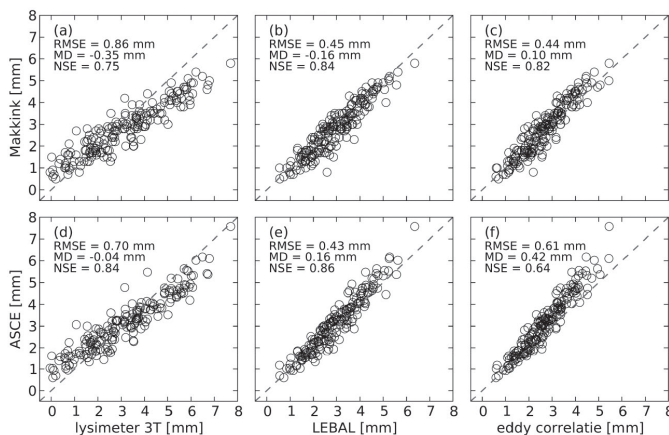 8
7
6
5
4
3
2
1
0
Makkink [mm]
(a)
RMSE = 0.86 mm
MD = -0.35 mm
NSE = 0.75
(b)
RMSE = 0.45 mm
MD = -0.16 mm
NSE = 0.84
(c)
RMSE = 0.44 mm
MD = 0.10 mm
NSE = 0.82
8
7
6
5
4
3
2
1
0
ASCE [mm]
(d)
RMSE = 0.70 mm
MD = -0.04 mm
NSE = 0.84
(e)
RMSE = 0.43 mm
MD = 0.16 mm
NSE = 0.86
(f)
RMSE = 0.61 mm
MD = 0.42 mm
NSE = 0.64
0 1 2 3 4 5 6 7 8
0 1 2 3 4 5 6 7 8
0 1 2 3 4 5 6 7 8
lysimeter 3T [mm]
LEBAL [mm]
eddy correlatie [mm]